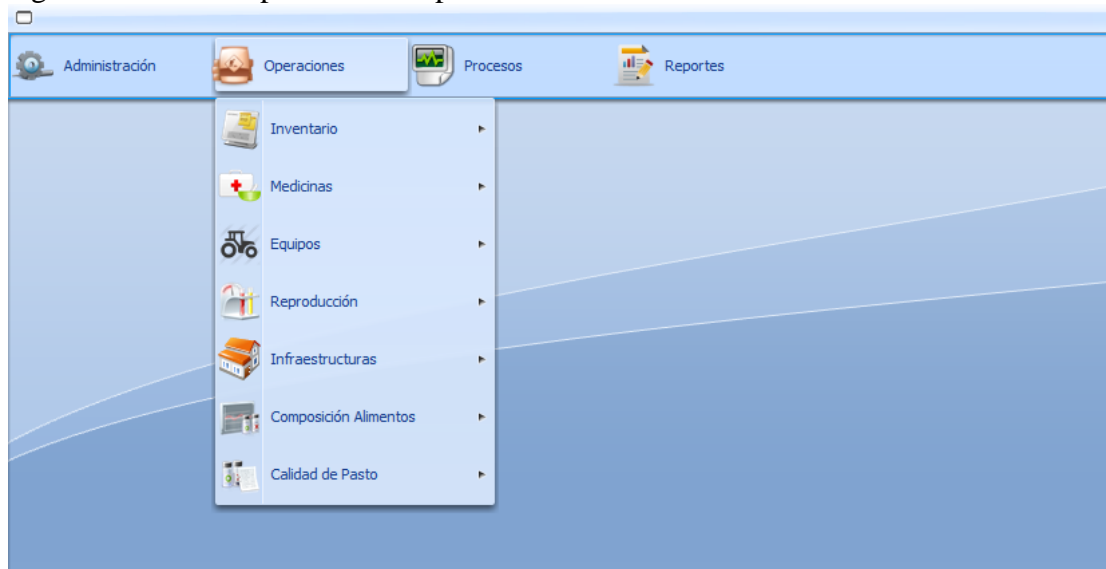 Administración
Operaciones
Procesos
Reportes
Inventario
Medicinas
Equipos
Reproducción
Infraestructuras
Composición Alimentos
Calidad de Pasto